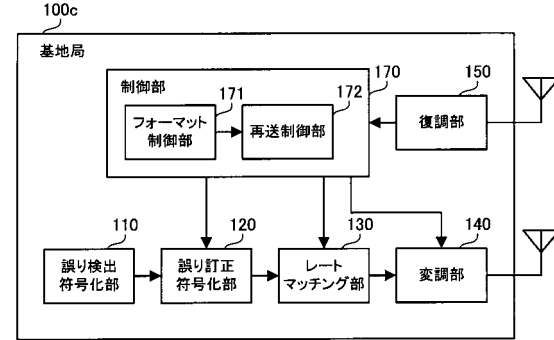 100c
基地局
制御部
170
150
171
172
フォーマット
制御部
再送制御部
復調部
110
120
130
140
誤り検出
符号化部
誤り訂正
符号化部
レート
マッチング部
変調部